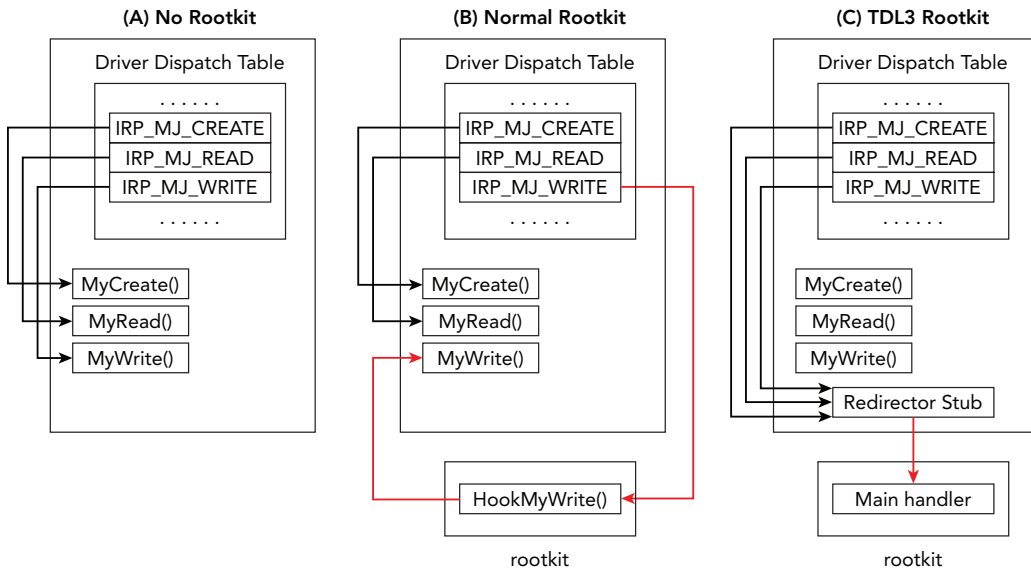 (A) No Rootkit
Driver Dispatch Table
. . . . . .
IRP_MJ_CREATE
IRP_MJ_READ
IRP_MJ_WRITE
. . . . . .
MyCreate()
MyRead()
MyWrite()
(B) Normal Rootkit
Driver Dispatch Table
. . . . . .
IRP_MJ_CREATE
IRP_MJ_READ
IRP_MJ_WRITE
. . . . . .
MyCreate()
MyRead()
MyWrite()
HookMyWrite()
rootkit
(C) TDL3 Rootkit
Driver Dispatch Table
. . . . . .
IRP_MJ_CREATE
IRP_MJ_READ
IRP_MJ_WRITE
. . . . . .
MyCreate()
MyRead()
MyWrite()
Redirector Stub
Main handler
rootkit